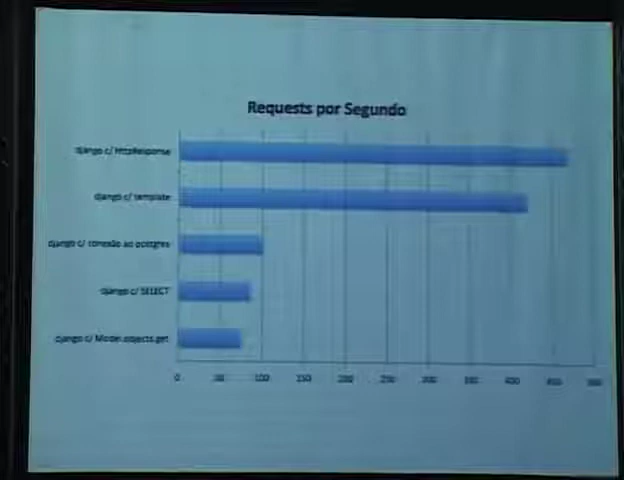 Requests por Segundo
django c/ HttpResponse
django c/ template
django c/ conexão ao postgres
django c/ SELECT
django c/ Model.objects.get
0 50 100 150 200 250 300 350 400 450 500